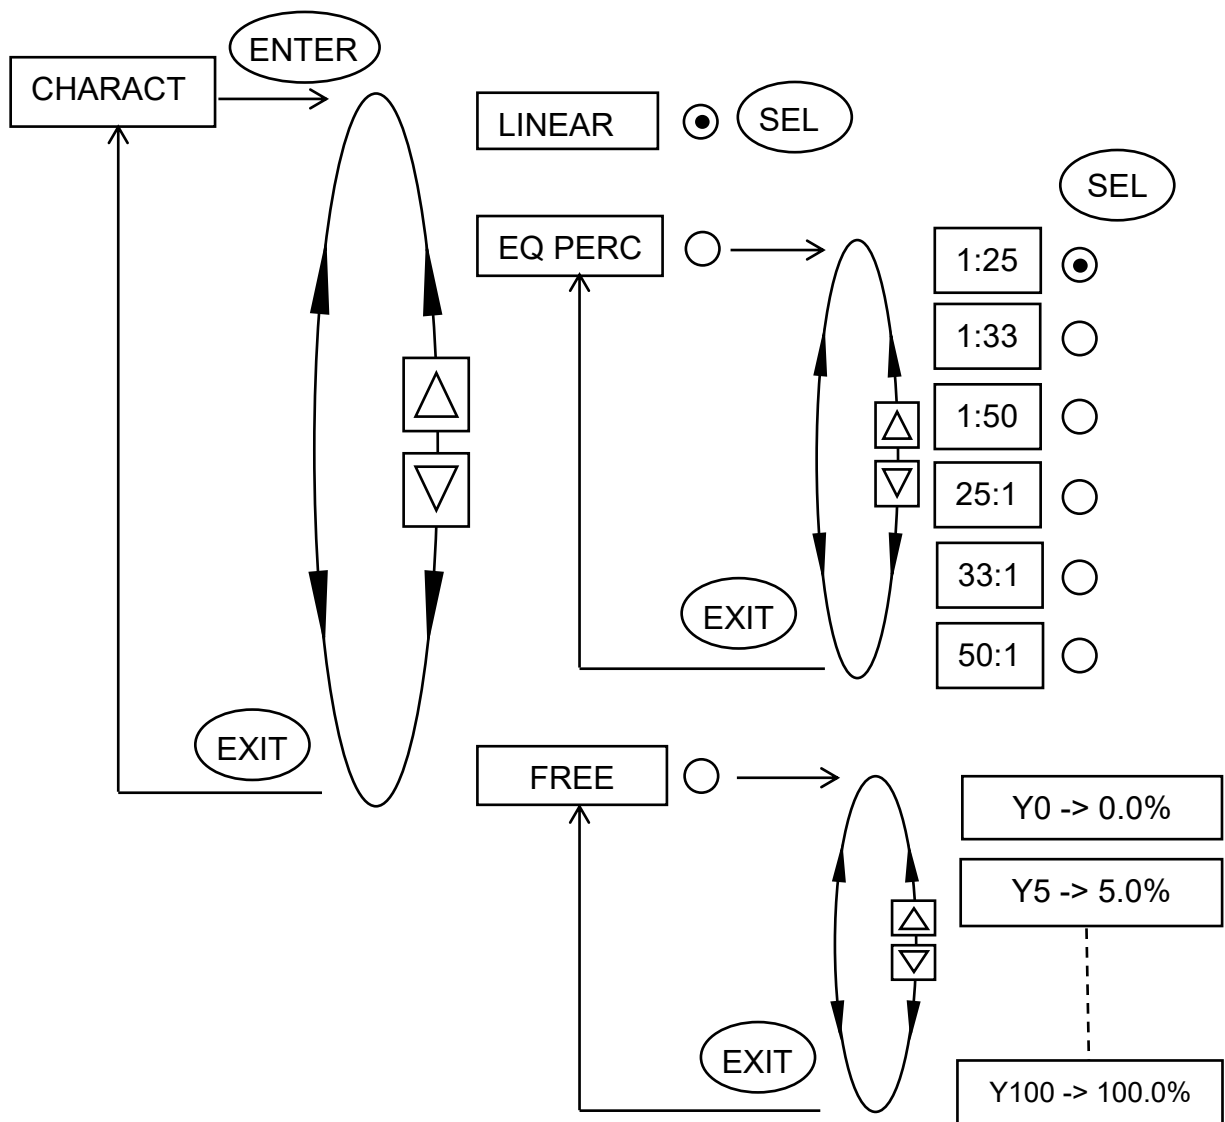 ENTER
CHARACT
LINEAR
SEL
SEL
EQ PERC
1:25
1:33
1:50
25:1
33:1
50:1
EXIT
EXIT
FREE
Y0 -> 0.0%
Y5 -> 5.0%
EXIT
Y100 -> 100.0%